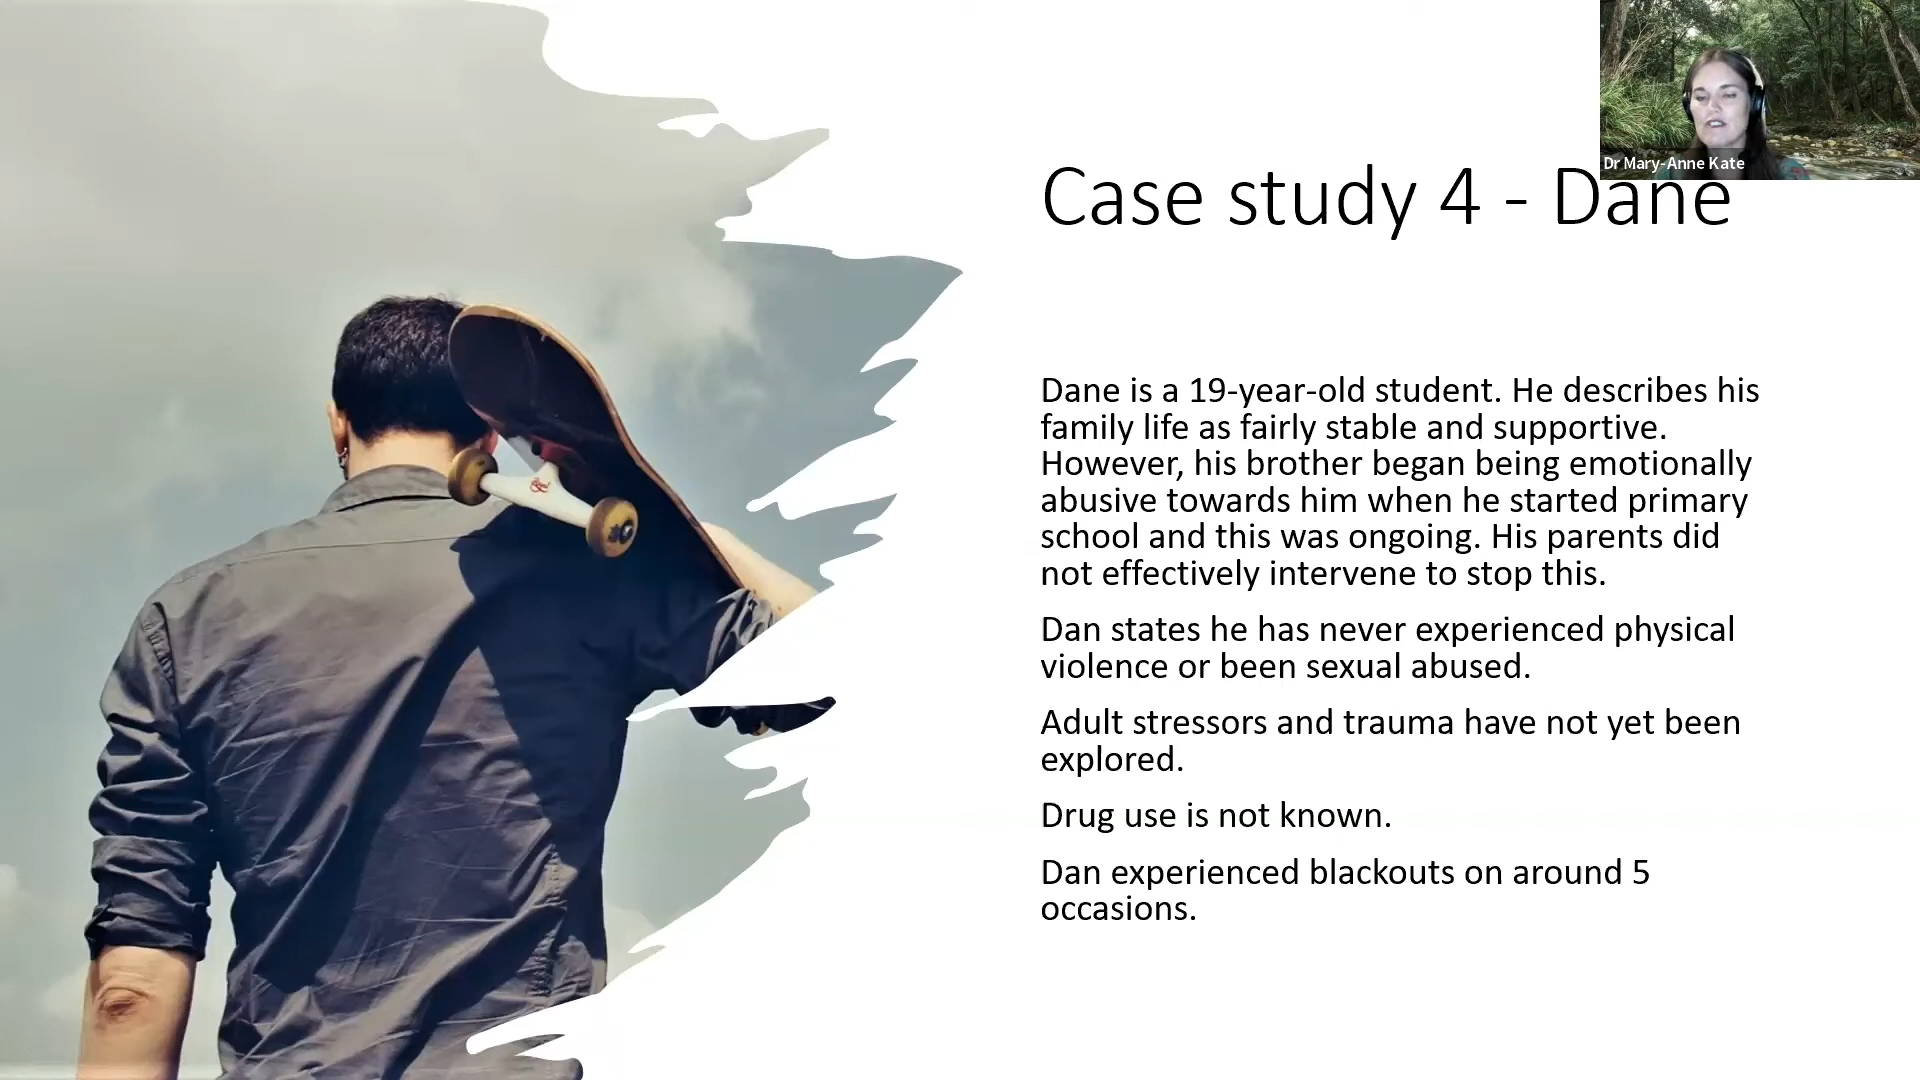 Dr Mary-Anne Kate
Case study 4 - Dane
Dane is a 19-year-old student. He describes his
family life as fairly stable and supportive.
However, his brother began being emotionally
abusive towards him when he started primary
school and this was ongoing. His parents did
not effectively intervene to stop this.
Dan states he has never experienced physical
violence or been sexual abused.
Adult stressors and trauma have not yet been
explored.
Drug use is not known.
Dan experienced blackouts on around 5
occasions.